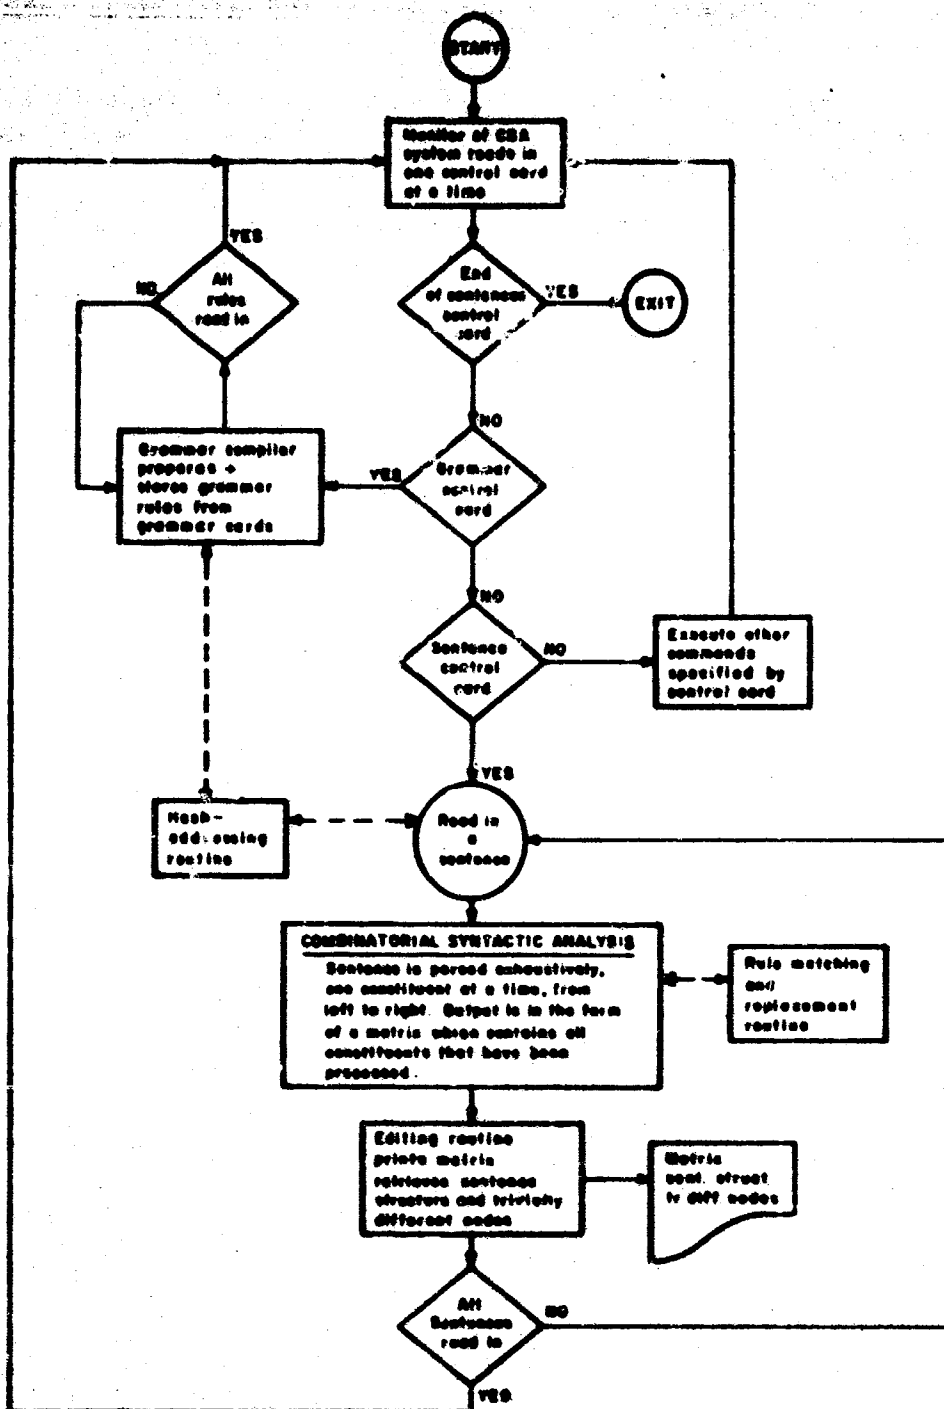 START
Monitor of CSA
system reads in
one control card
at a time
YES
All
rules
read in
NO
End
of sentences
control
card
YES
EXIT
NO
Grammar compiler
prepares +
stores grammar
rules from
grammar cards
YES
Grammar
control
card
NO
Sentence
control
card
NO
Execute other
commands
specified by
control card
YES
Hash-
addressing
routine
Read in
a
sentence
COMBINATORIAL SYNTACTIC ANALYSIS
Sentence is parsed exhaustively,
one constituent at a time, from
left to right. Output is in the form
of a matrix which contains all
constituents that have been
processed.
Rule matching
and
replacement
routine
Editing routine
prints matrix
retrieves sentence
structure and trivially
different nodes
Matrix
sent. struct
tr diff. nodes
All
Sentences
read in
NO
YES